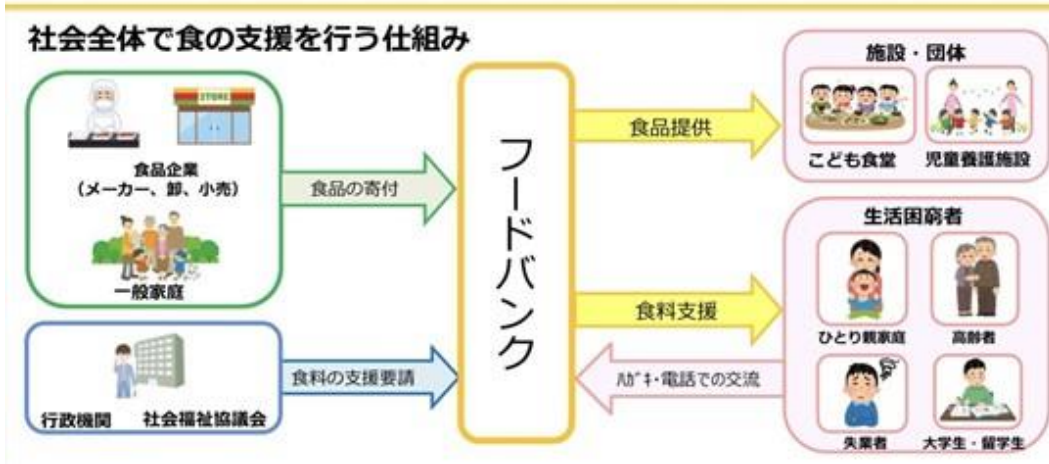 社会全体で食の支援を行う仕組み
STORE
食品企業
(メーカー、卸、小売)
一般家庭
食品の寄付
行政機関 社会福祉協議会
食料の支援要請
フードバンク
食品提供
施設・団体
こども食堂 児童養護施設
食料支援
ハガキ・電話での交流
生活困窮者
ひとり親家庭 高齢者
失業者 大学生・留学生